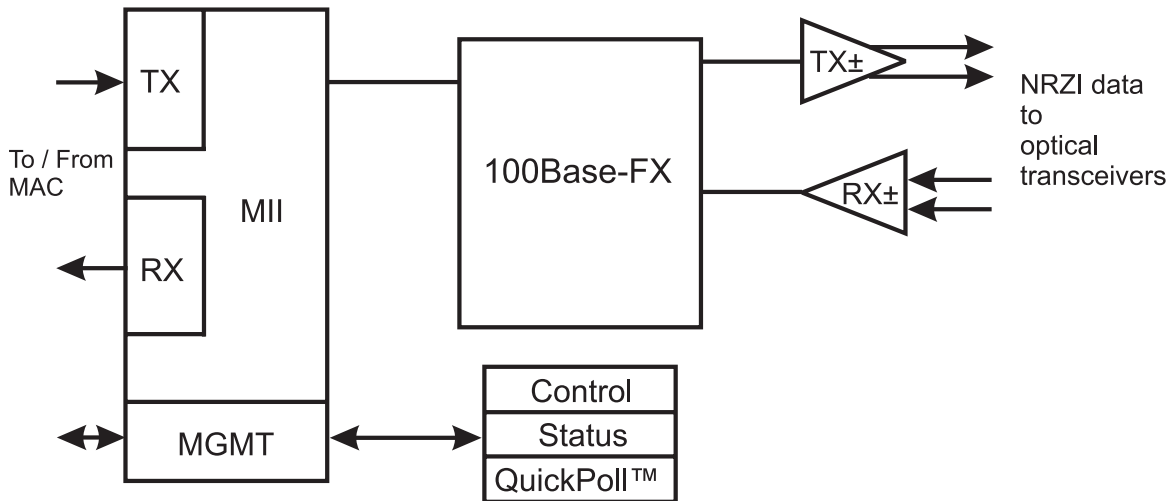 TX
To / From
MAC
MII
RX
MGMT
100Base-FX
Control
Status
QuickPoll™
TX±
RX±
NRZI data
to
optical
transceivers